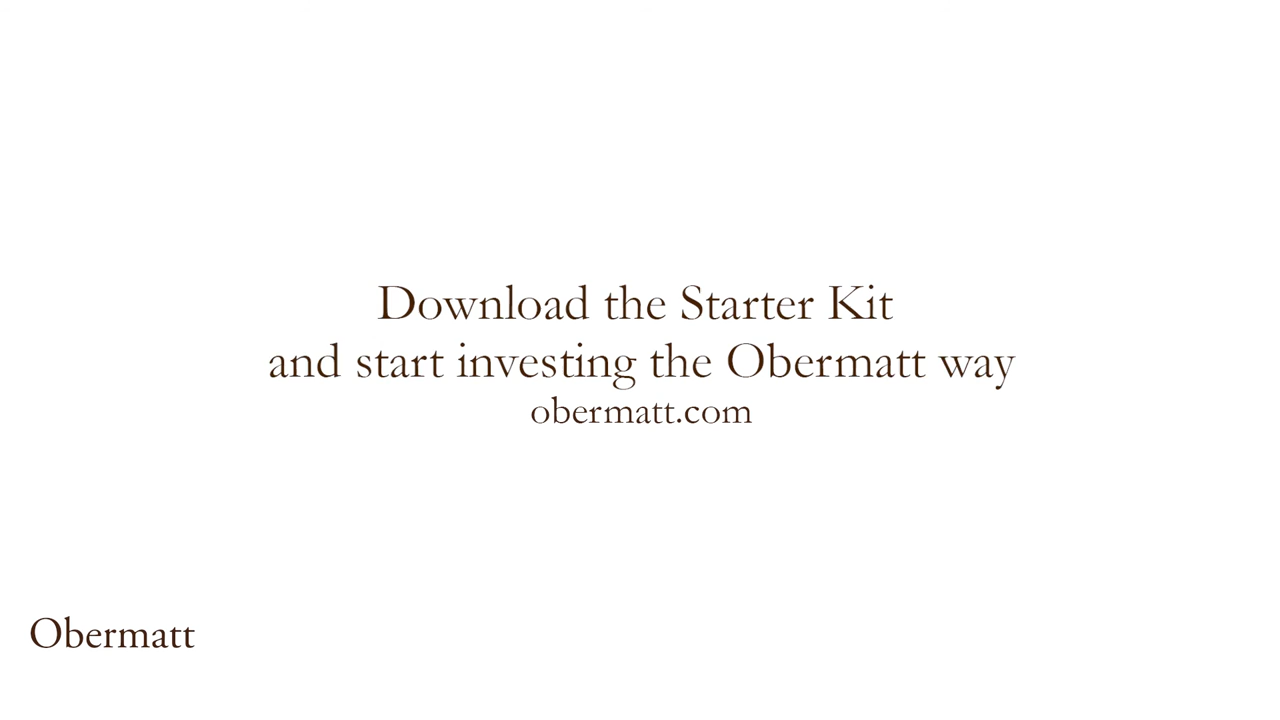 Download the Starter Kit
and start investing the Obermatt way
obermatt.com
Obermatt